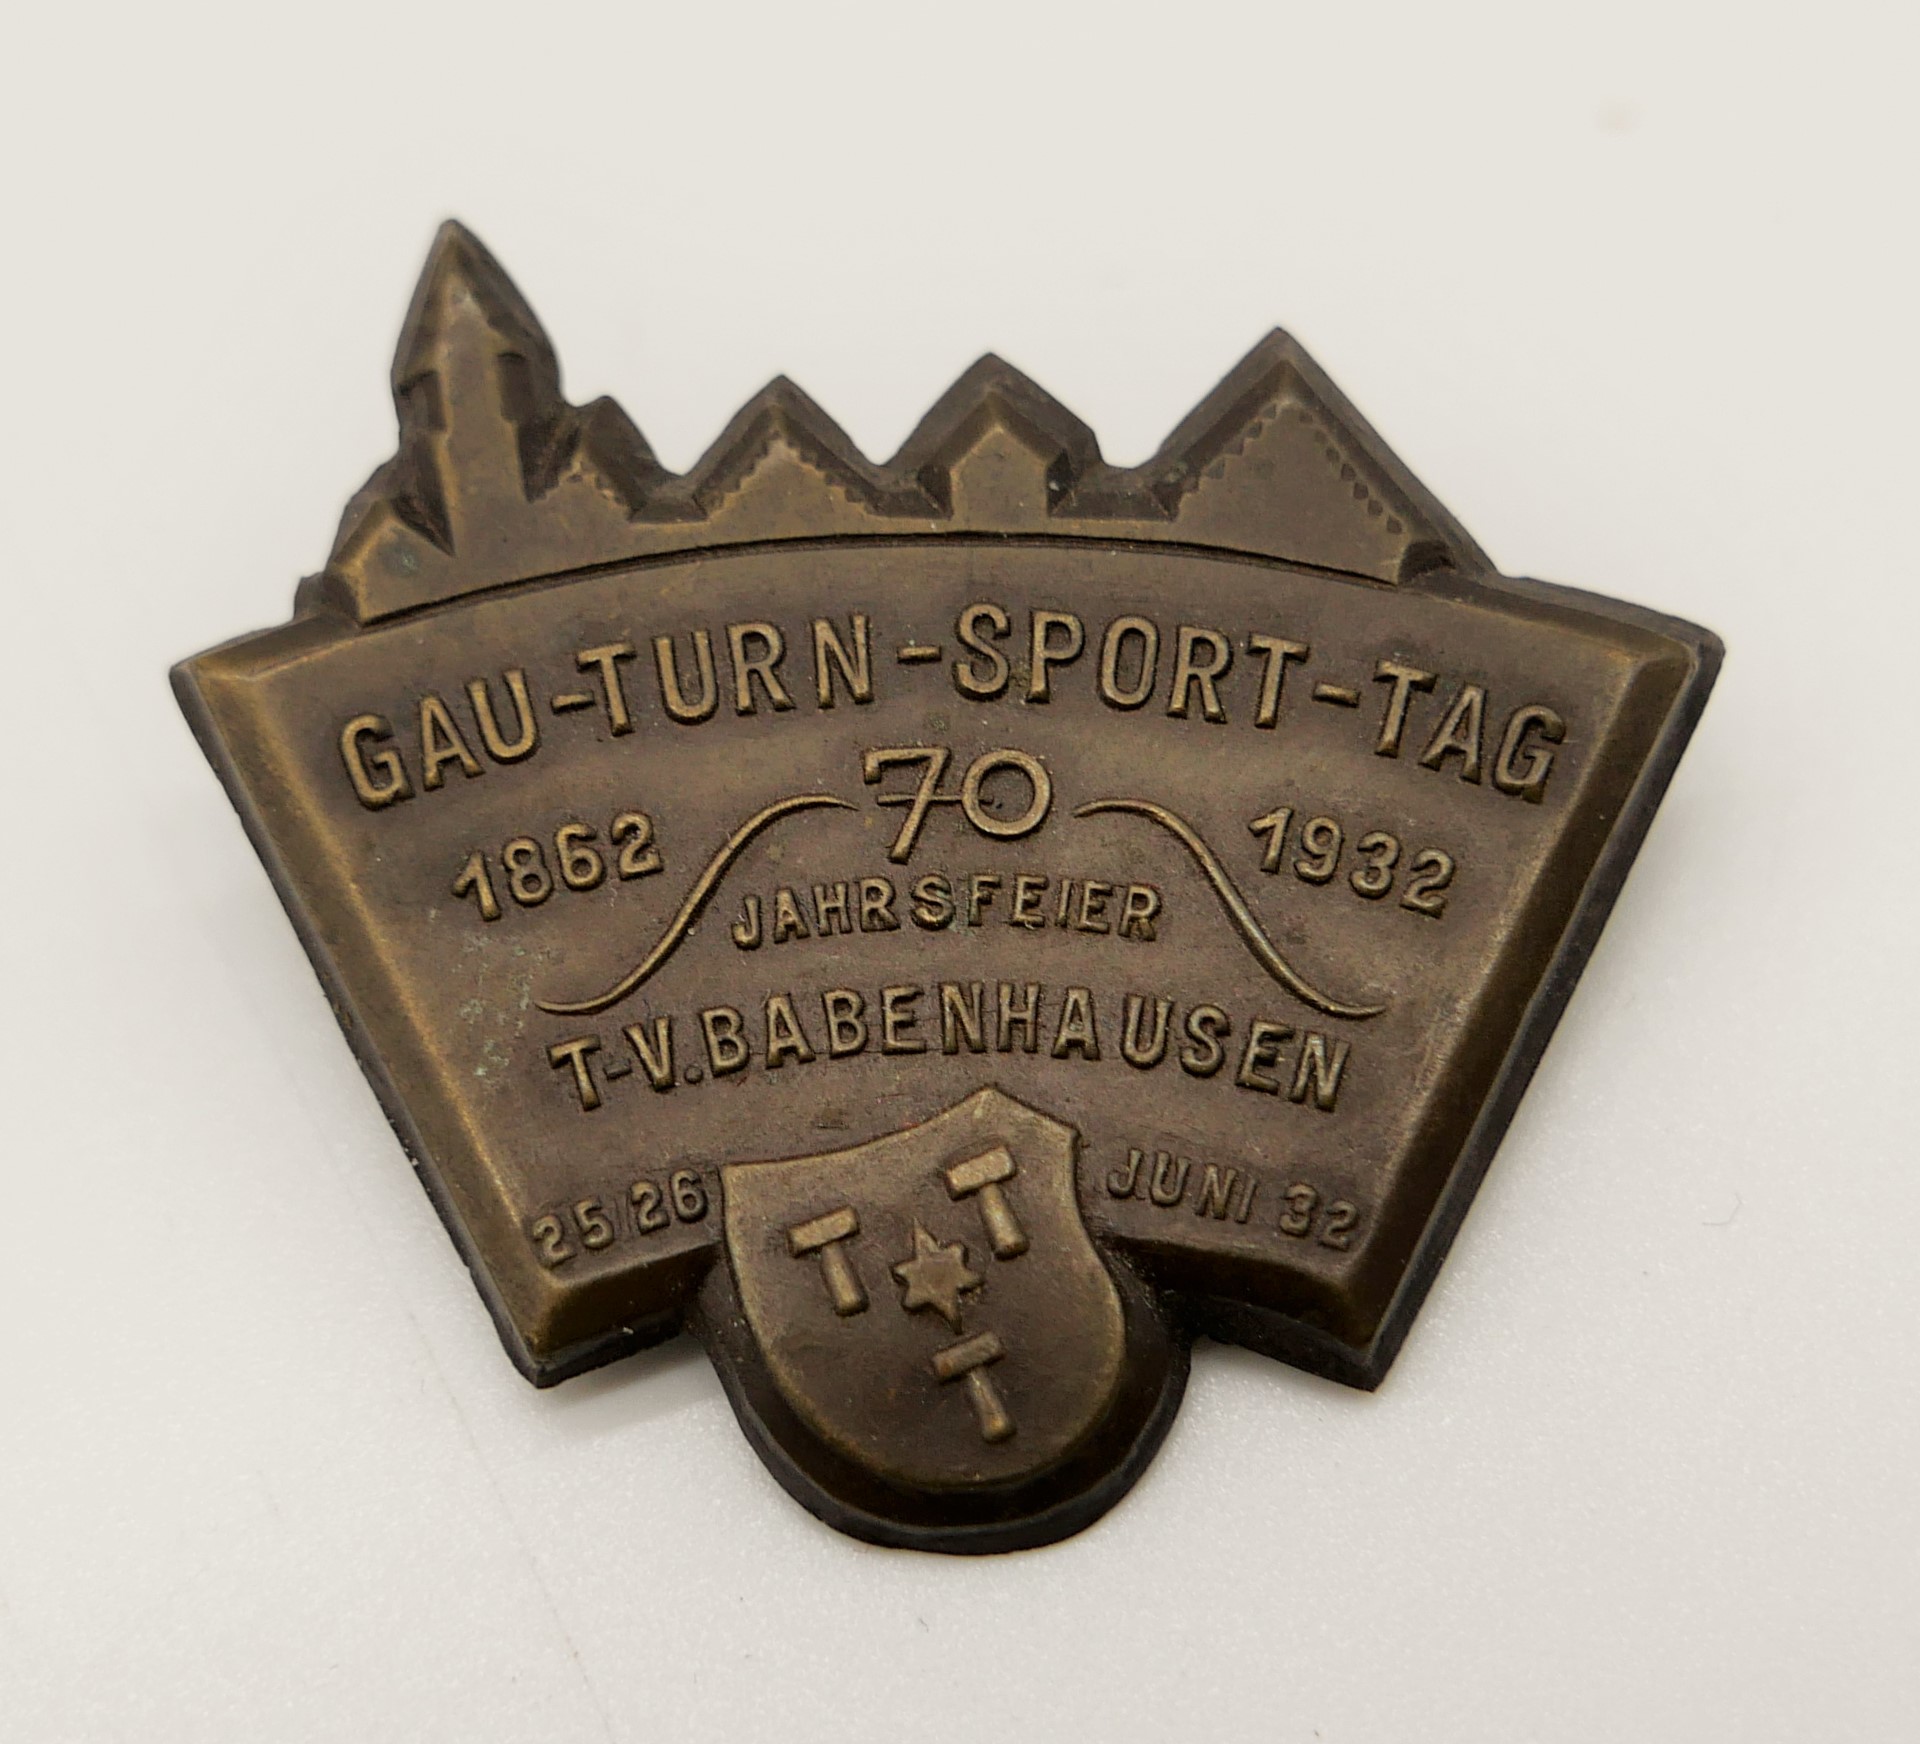 GAU-TURN-SPORT-TAG
1862 70 1932
JAHRSFEIER
T-V.BABENHAUSEN
25/26 JUNI 32